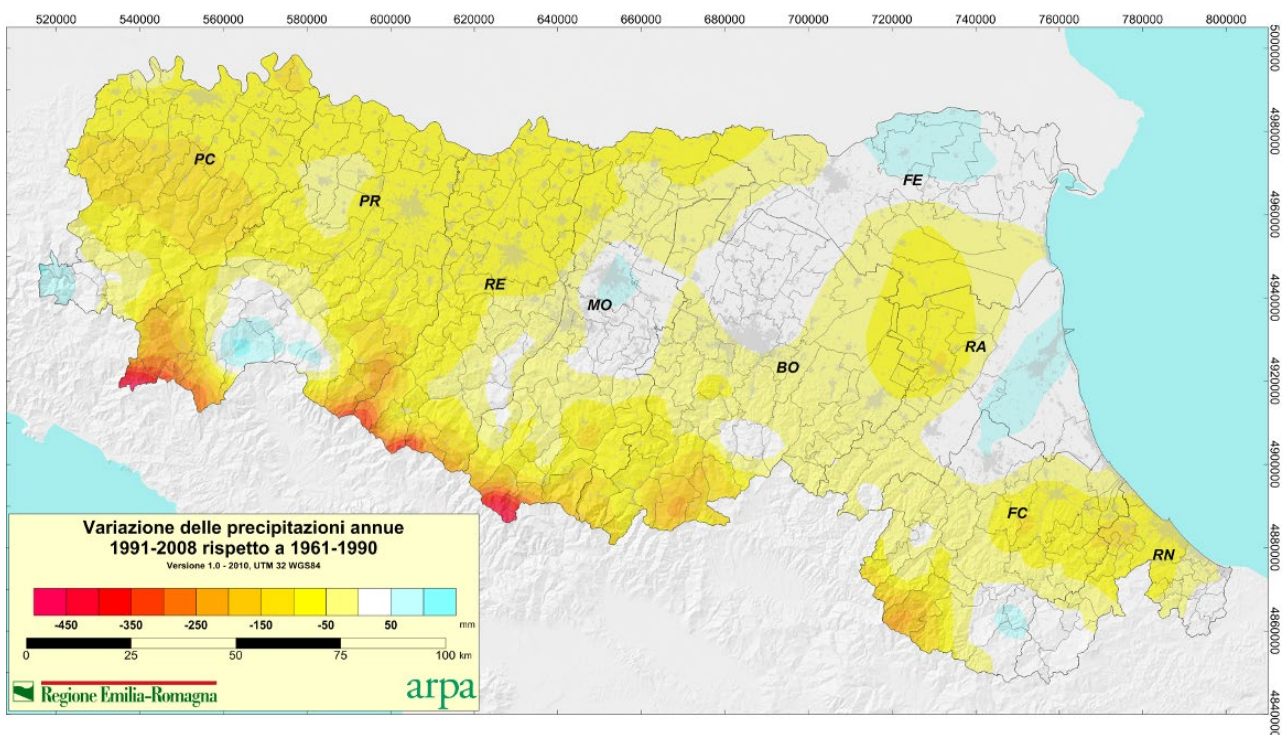 520000 540000 560000 580000 600000 620000 640000 660000 680000 700000 720000 740000 760000 780000 800000
5000000
4980000
4960000
4940000
4920000
4900000
4880000
4860000
4840000
PC
FE
PR
RE
MO
RA
BO
FC
RN
Variazione delle precipitazioni annue
1991-2008 rispetto a 1961-1990
Versione 1.0 - 2010, UTM 32 WGS84
-450 -350 -250 -150 -50 50 mm
0 25 50 75 100 km
Regione Emilia-Romagna
arpa